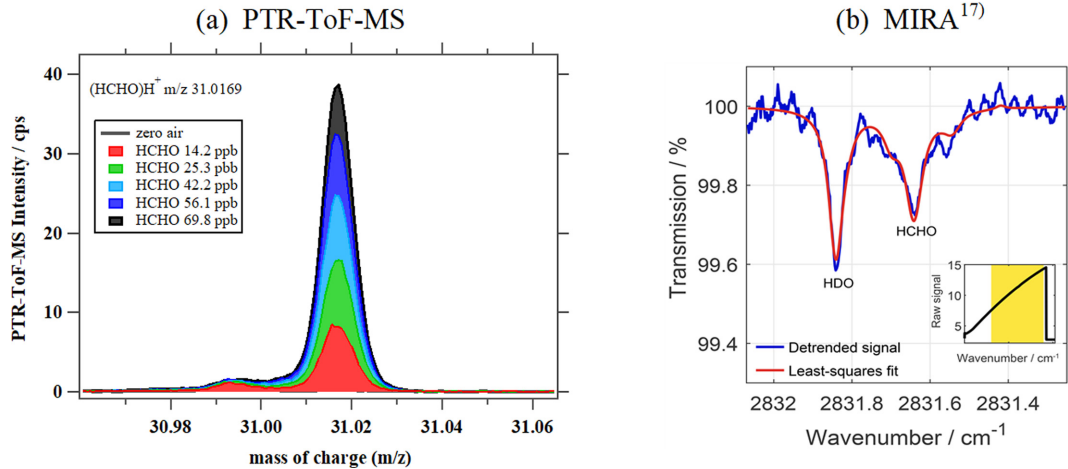 (a) PTR-ToF-MS
(HCHO)H+ m/z 31.0169
zero air
HCHO 14.2 ppb
HCHO 25.3 ppb
HCHO 42.2 ppb
HCHO 56.1 ppb
HCHO 69.8 ppb
PTR-ToF-MS Intensity / cps
40
30
20
10
0
30.98 31.00 31.02 31.04 31.06
mass of charge (m/z)
(b) MIRA17)
Transmission / %
100
99.8
99.6
99.4
HCHO
HDO
Raw signal
15
10
5
Wavenumber / cm-1
Detrended signal
Least-squares fit
2832 2831.8 2831.6 2831.4
Wavenumber / cm-1